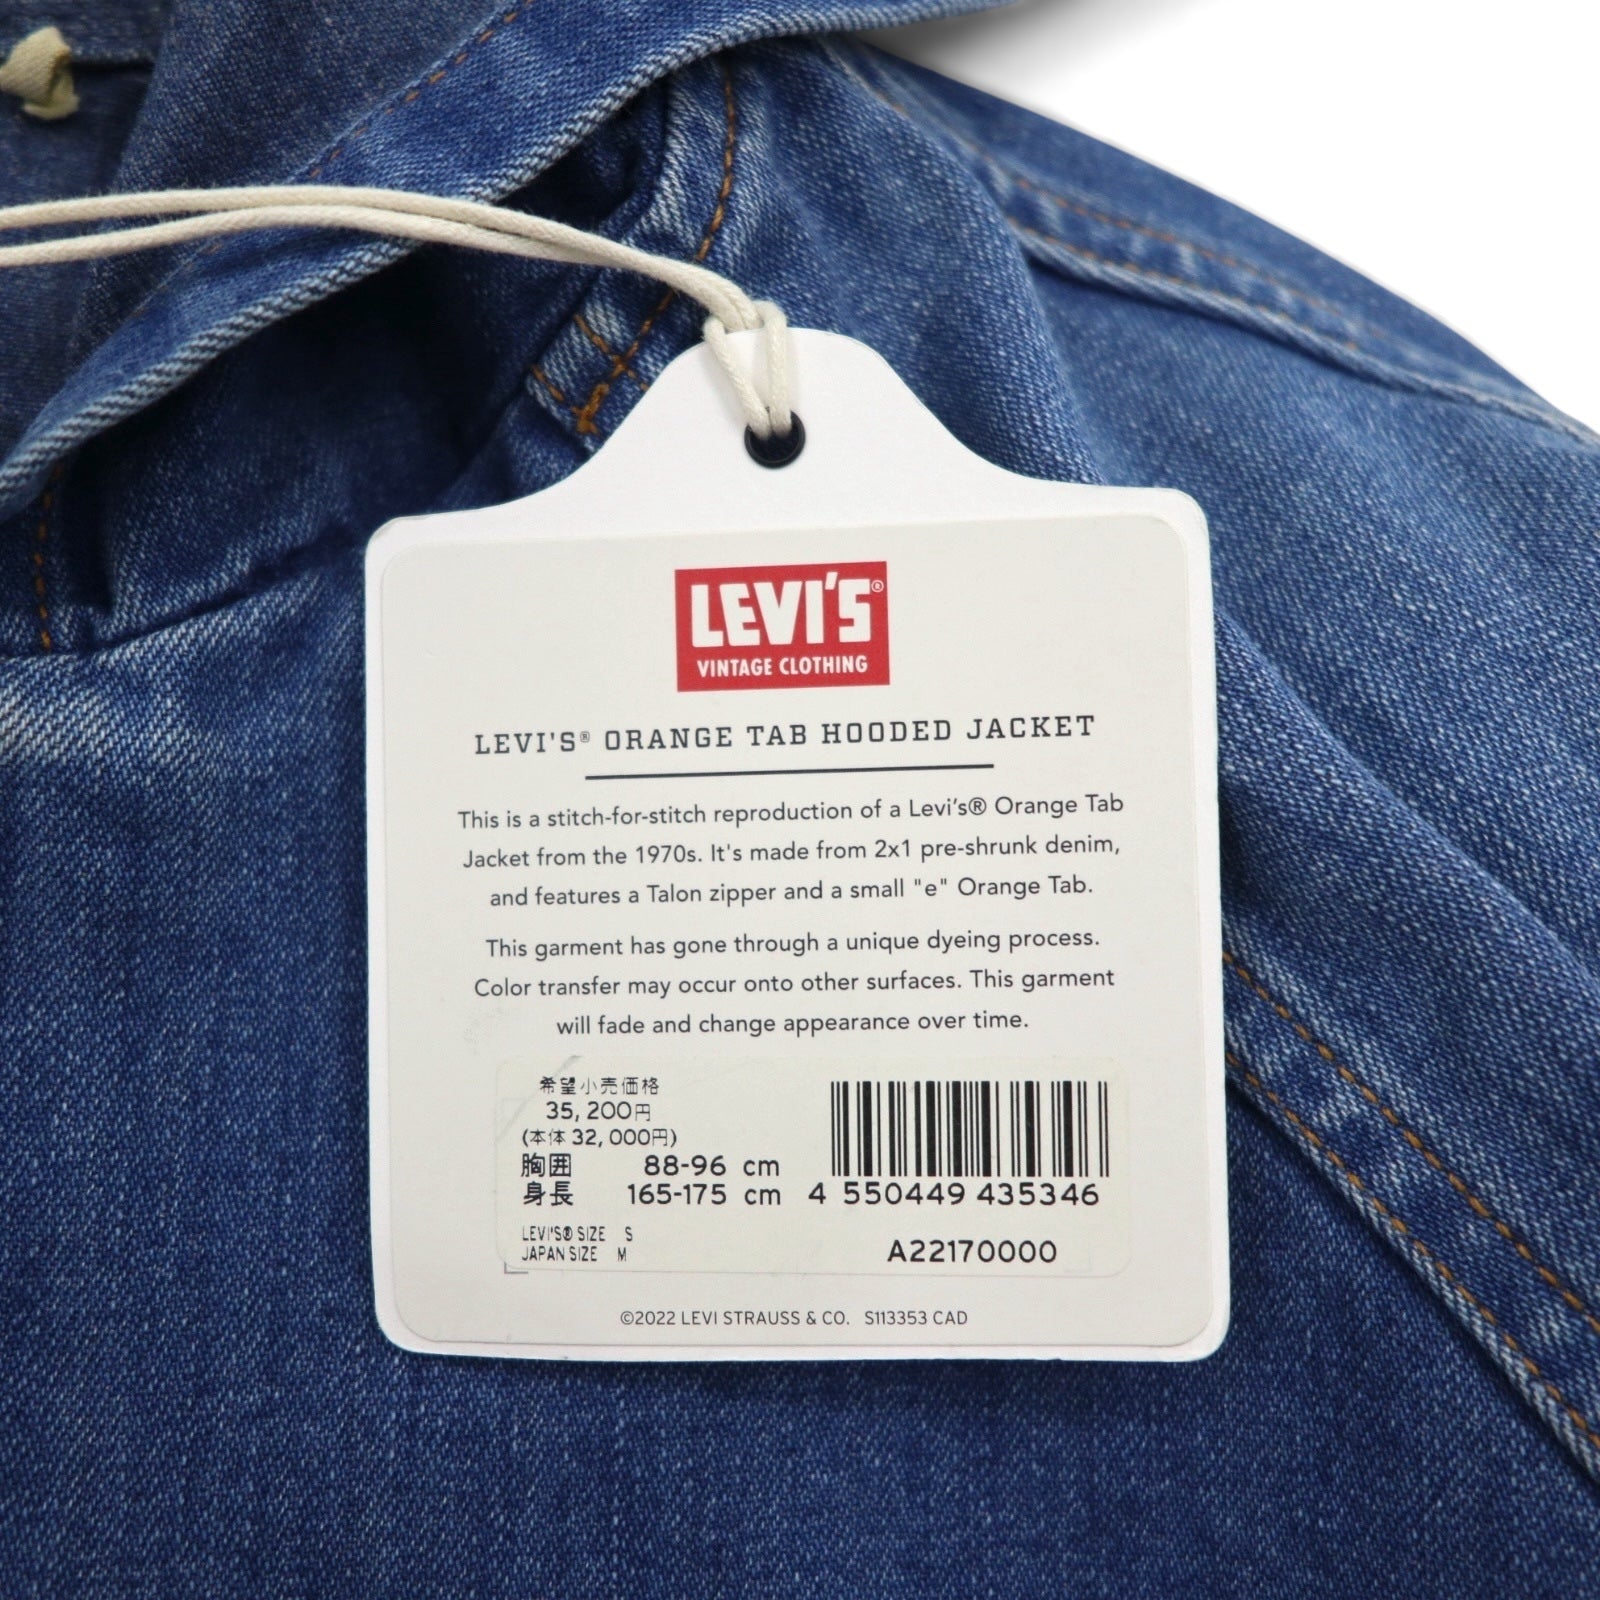 LEVI'S®
VINTAGE CLOTHING
LEVI'S® ORANGE TAB HOODED JACKET
This is a stitch-for-stitch reproduction of a Levi's® Orange Tab
Jacket from the 1970s. It's made from 2x1 pre-shrunk denim,
and features a Talon zipper and a small "e" Orange Tab.
This garment has gone through a unique dyeing process.
Color transfer may occur onto other surfaces. This garment
will fade and change appearance over time.
希望小売価格
35,200円
(本体 32,000円)
胸囲 88-96 cm
身長 165-175 cm
4 550449 435346
LEVI'S® SIZE S
JAPAN SIZE M
A22170000
©2022 LEVI STRAUSS & CO. S113353 CAD